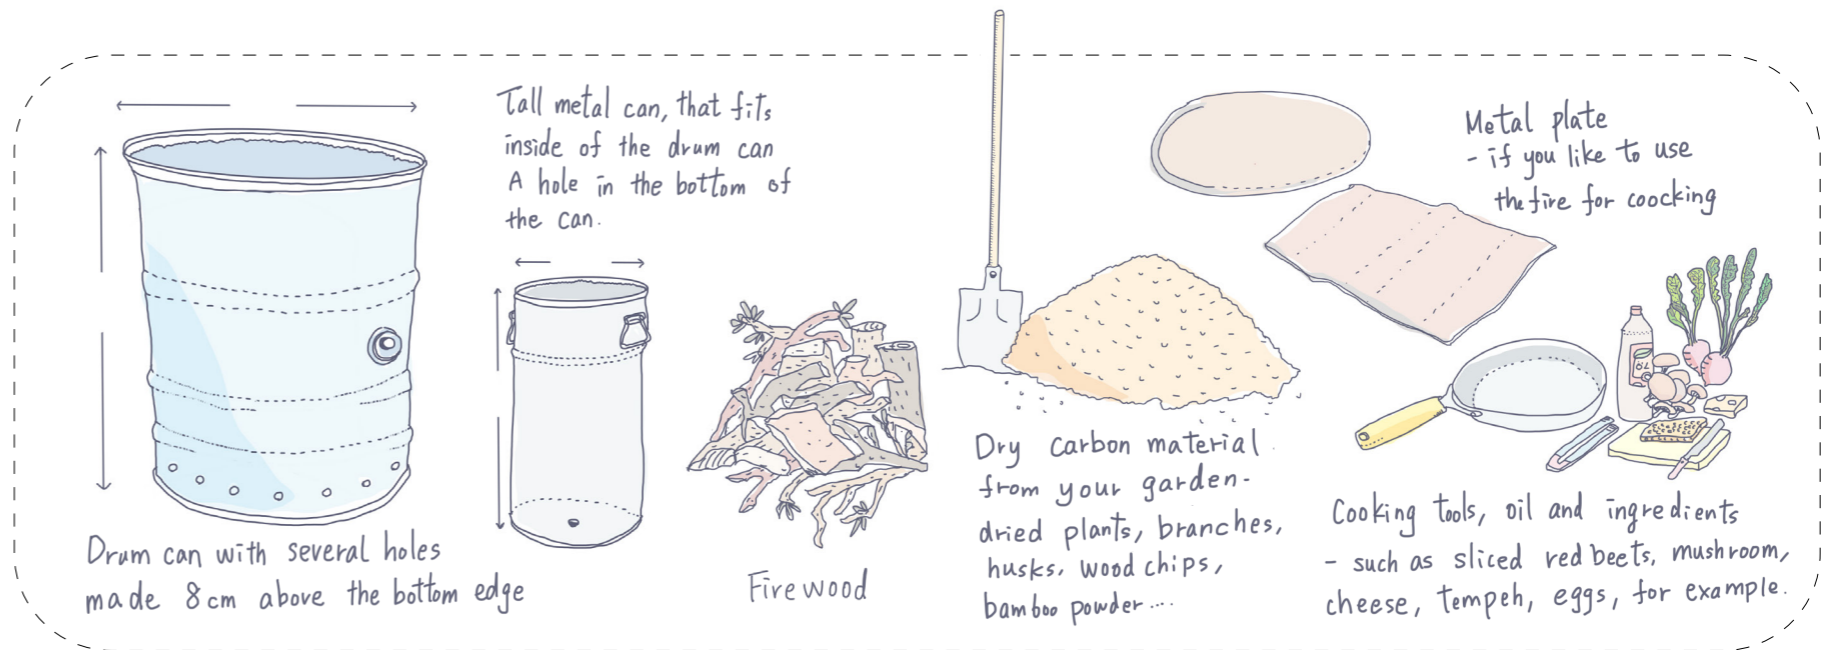 Drum can with several holes
made 8cm above the bottom edge
Tall metal can, that fits
inside of the drum can
A hole in the bottom of
the can.
Fire wood
Dry carbon material
from your garden-
dried plants, branches,
husks, wood chips,
bamboo powder....
Metal plate
- if you like to use
the fire for coocking
Cooking tools, oil and ingredients
- such as sliced red beets, mushroom,
cheese, tempeh, eggs, for example.